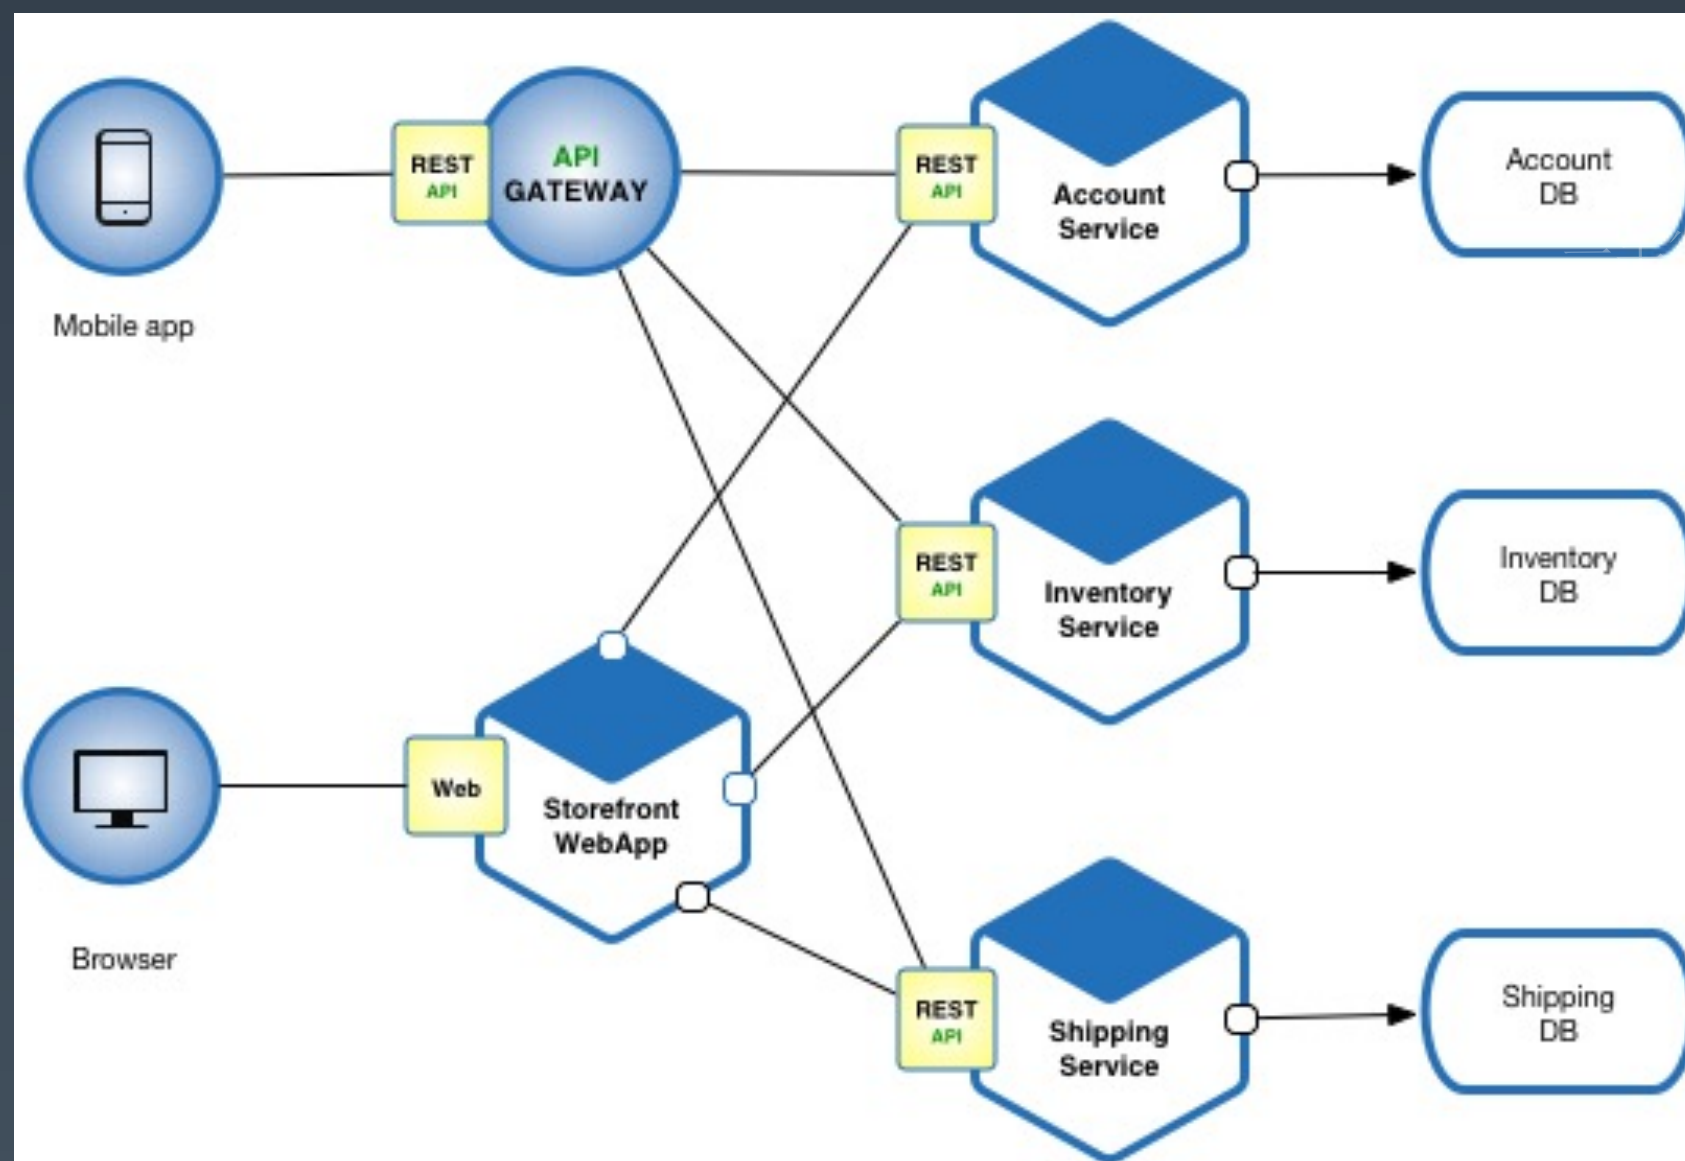 REST
API
API
GATEWAY
REST
API
Account
Service
Account
DB
Mobile app
REST
API
Inventory
Service
Inventory
DB
Web
Storefront
WebApp
Browser
REST
API
Shipping
Service
Shipping
DB